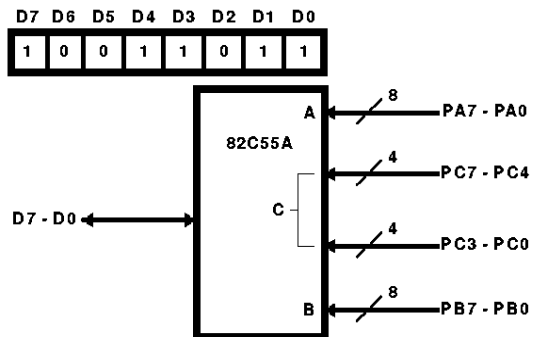 D7 D6 D5 D4 D3 D2 D1 D0
1 0 0 1 1 0 1 1
8
A PA7 - PA0
82C55A
4
PC7 - PC4
C
D7 - D0
4
PC3 - PC0
8
B PB7 - PB0